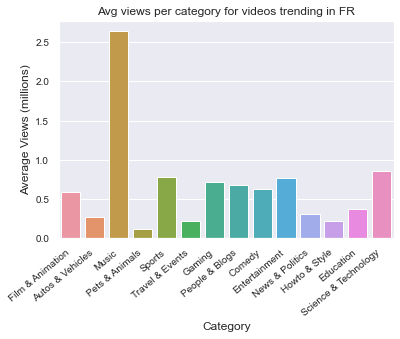 Avg views per category for videos trending in FR
Average Views (millions)
2.5
2.0
1.5
1.0
0.5
0.0
Film & Animation
Autos & Vehicles
Music
Pets & Animals
Sports
Travel & Events
Gaming
People & Blogs
Comedy
Entertainment
News & Politics
Howto & Style
Education
Science & Technology
Category